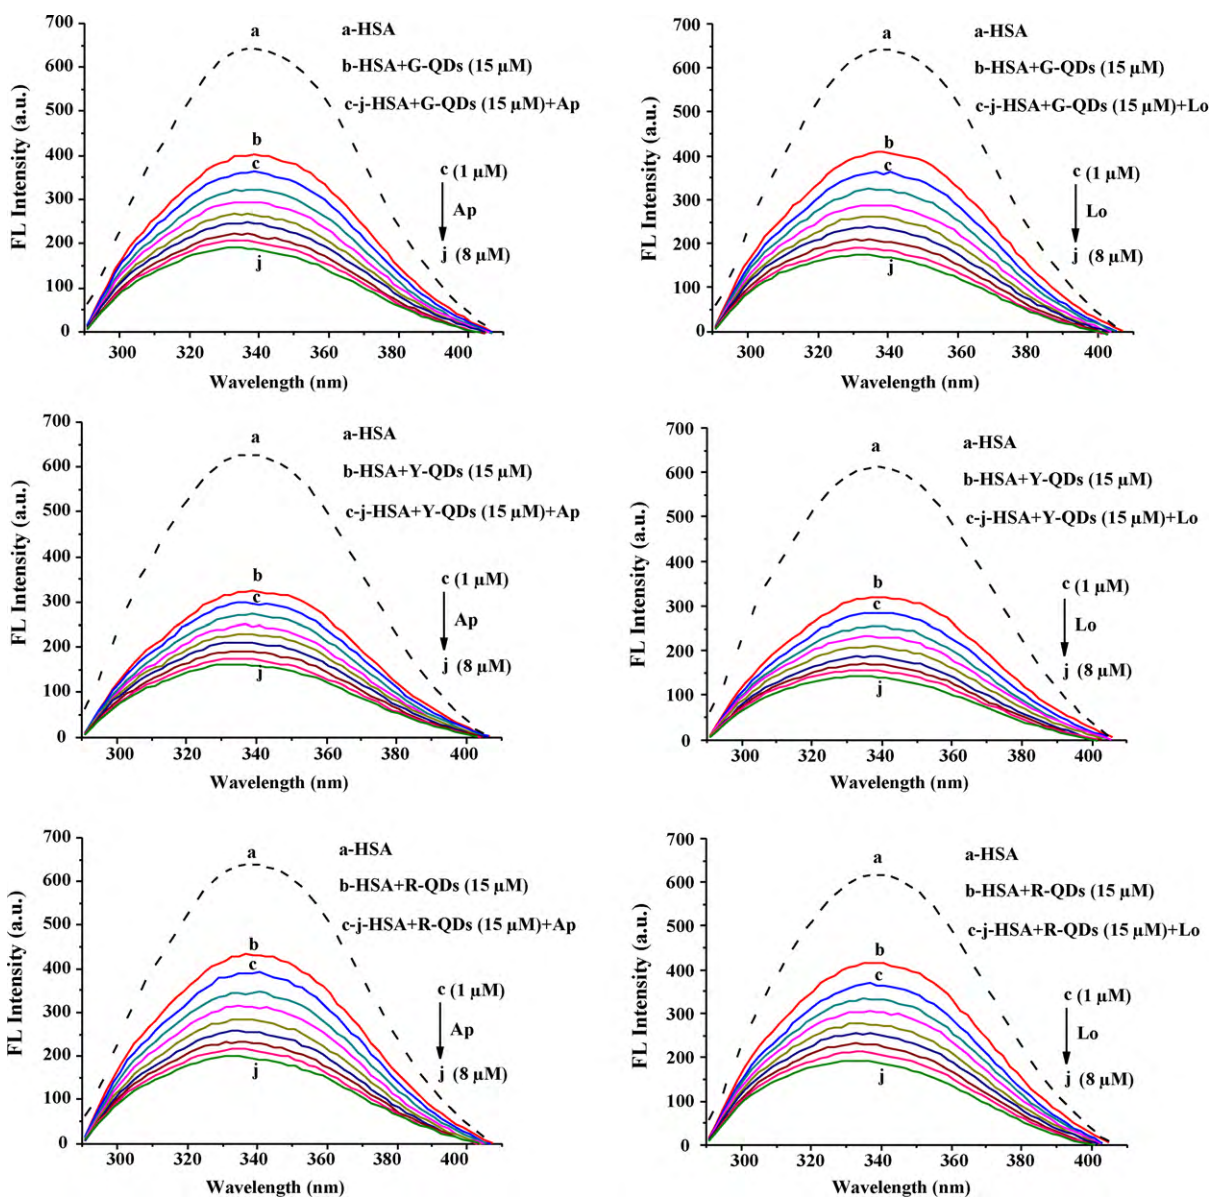 700
600
500
400
300
200
100
0
FL Intensity (a.u.)
a
b
c
j
a-HSA
b-HSA+G-QDs (15 µM)
c-j-HSA+G-QDs (15 µM)+Ap
c (1 µM)
Ap
j (8 µM)
300 320 340 360 380 400
Wavelength (nm)
700
600
500
400
300
200
100
0
FL Intensity (a.u.)
a
b
c
j
a-HSA
b-HSA+G-QDs (15 µM)
c-j-HSA+G-QDs (15 µM)+Lo
c (1 µM)
Lo
j (8 µM)
300 320 340 360 380 400
Wavelength (nm)
700
600
500
400
300
200
100
0
FL Intensity (a.u.)
a
b
c
j
a-HSA
b-HSA+Y-QDs (15 µM)
c-j-HSA+Y-QDs (15 µM)+Ap
c (1 µM)
Ap
j (8 µM)
300 320 340 360 380 400
Wavelength (nm)
700
600
500
400
300
200
100
0
FL Intensity (a.u.)
a
b
c
j
a-HSA
b-HSA+Y-QDs (15 µM)
c-j-HSA+Y-QDs (15 µM)+Lo
c (1 µM)
Lo
j (8 µM)
300 320 340 360 380 400
Wavelength (nm)
700
600
500
400
300
200
100
0
FL Intensity (a.u.)
a
b
c
j
a-HSA
b-HSA+R-QDs (15 µM)
c-j-HSA+R-QDs (15 µM)+Ap
c (1 µM)
Ap
j (8 µM)
300 320 340 360 380 400
Wavelength (nm)
700
600
500
400
300
200
100
0
FL Intensity (a.u.)
a
b
c
j
a-HSA
b-HSA+R-QDs (15 µM)
c-j-HSA+R-QDs (15 µM)+Lo
c (1 µM)
Lo
j (8 µM)
300 320 340 360 380 400
Wavelength (nm)